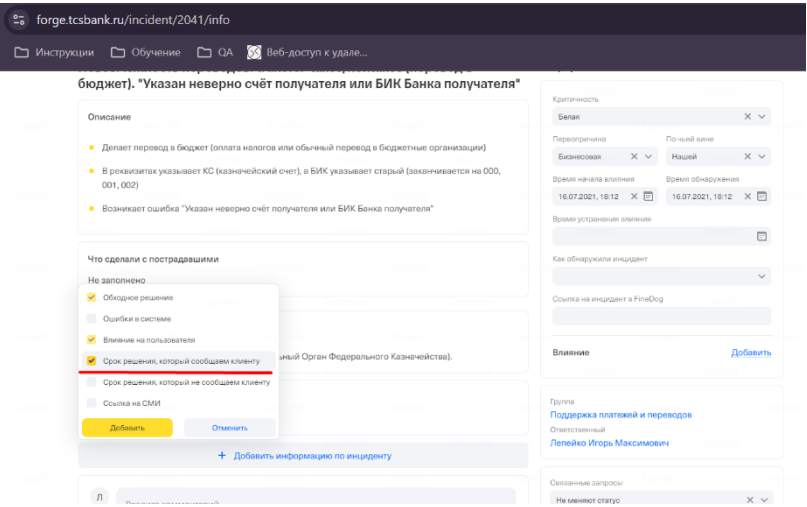 forge.tcsbank.ru/incident/2041/info
Инструкции Обучение QA Веб-доступ к удале...
бюджет). "Указан неверно счёт получателя или БИК Банка получателя"
Описание
Делает перевод в бюджет (оплата налогов или обычный перевод в бюджетные организации)
В реквизитах указывает КС (казначейский счет), а БИК указывает старый (заканчивается на 000,
001, 002)
Возникает ошибка "Указан неверно счёт получателя или БИК Банка получателя"
Что сделали с пострадавшими
Не заполнено
Обходное решение
Ошибки в системе
Влияние на пользователя
Срок решения, который сообщаем клиенту
ный Орган Федерального Казначейства).
Срок решения, который не сообщаем клиенту
Ссылка на СМИ
Добавить Отменить
+ Добавить информацию по инциденту
Л
Критичность
Белая
Первопричина По чьей вине
Бизнесовая Нашей
Время начала влияния Время обнаружения
16.07.2021, 18:12 16.07.2021, 18:12
Время устранения влияния
Как обнаружили инцидент
Ссылка на инцидент в FineDog
Влияние Добавить
Группа
Поддержка платежей и переводов
Ответственный
Лепейко Игорь Максимович
Связанные запросы
Не меняют статус